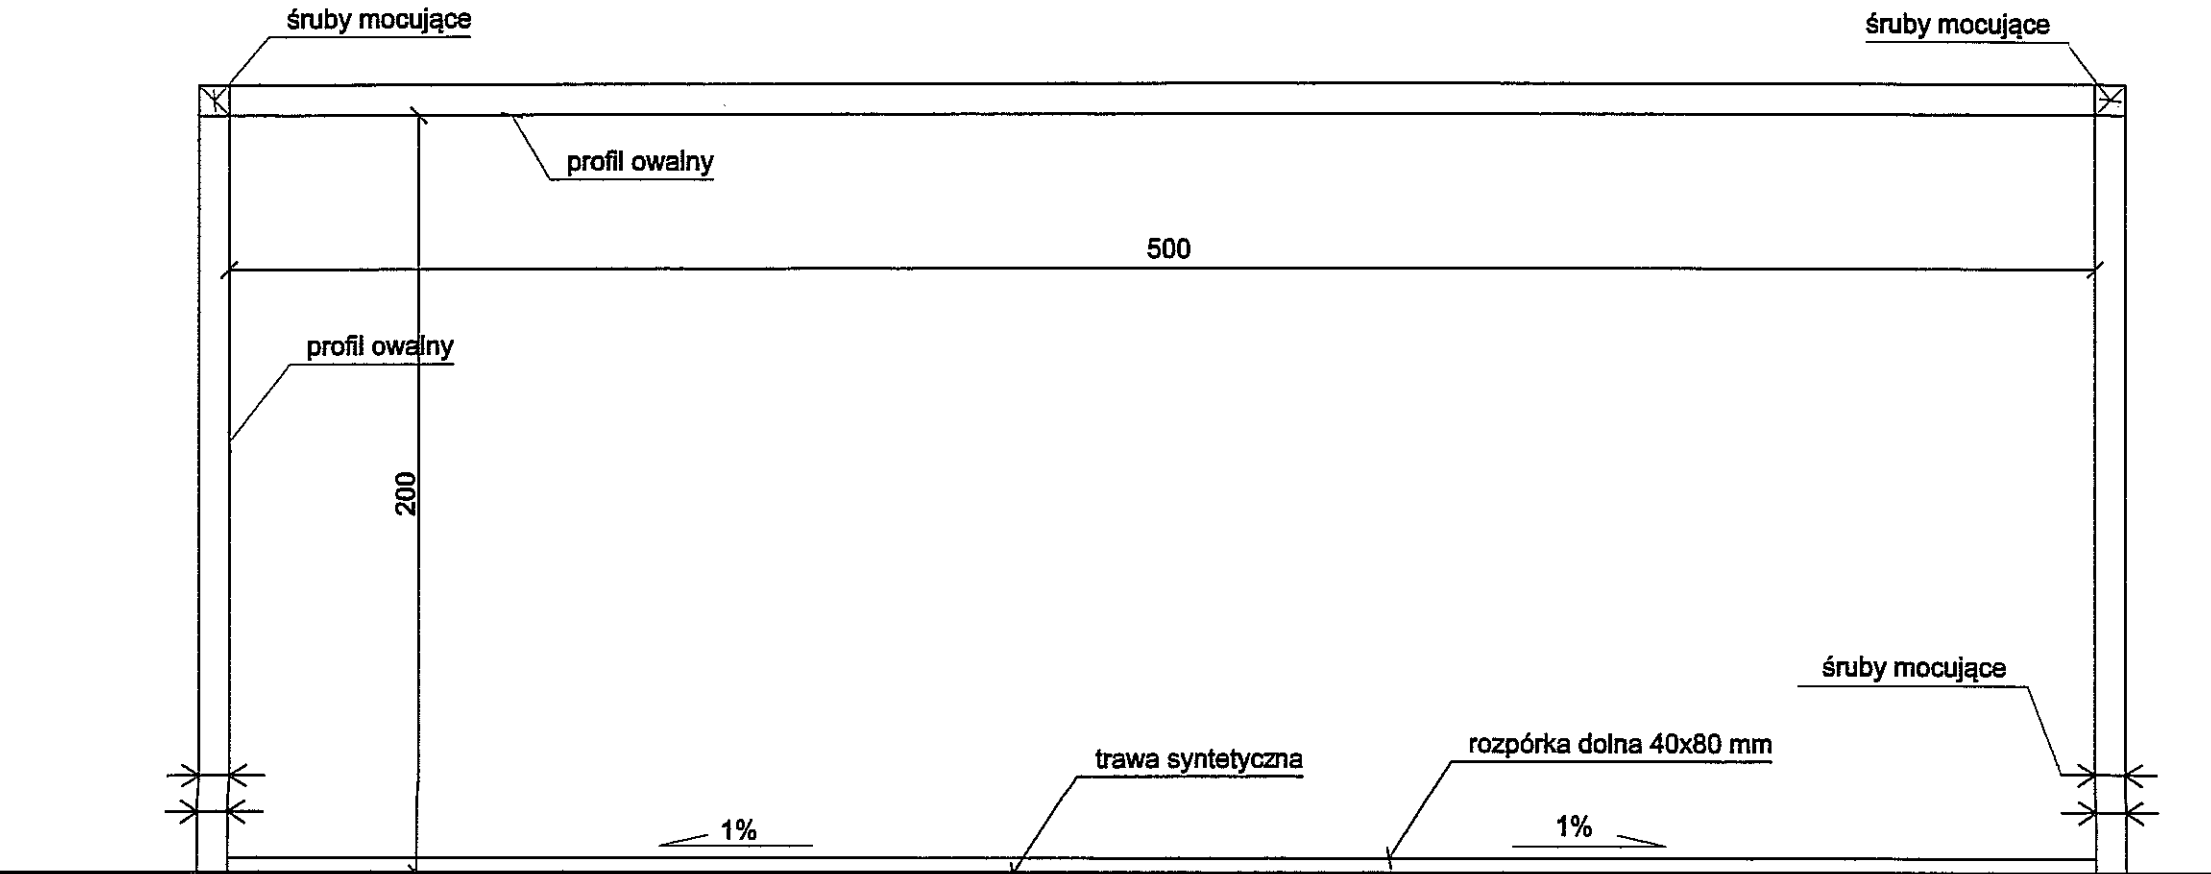 śruby mocujące
śruby mocujące
profil owalny
500
profil owalny
200
śruby mocujące
rozpórka dolna 40x80 mm
trawa syntetyczna
1%
1%